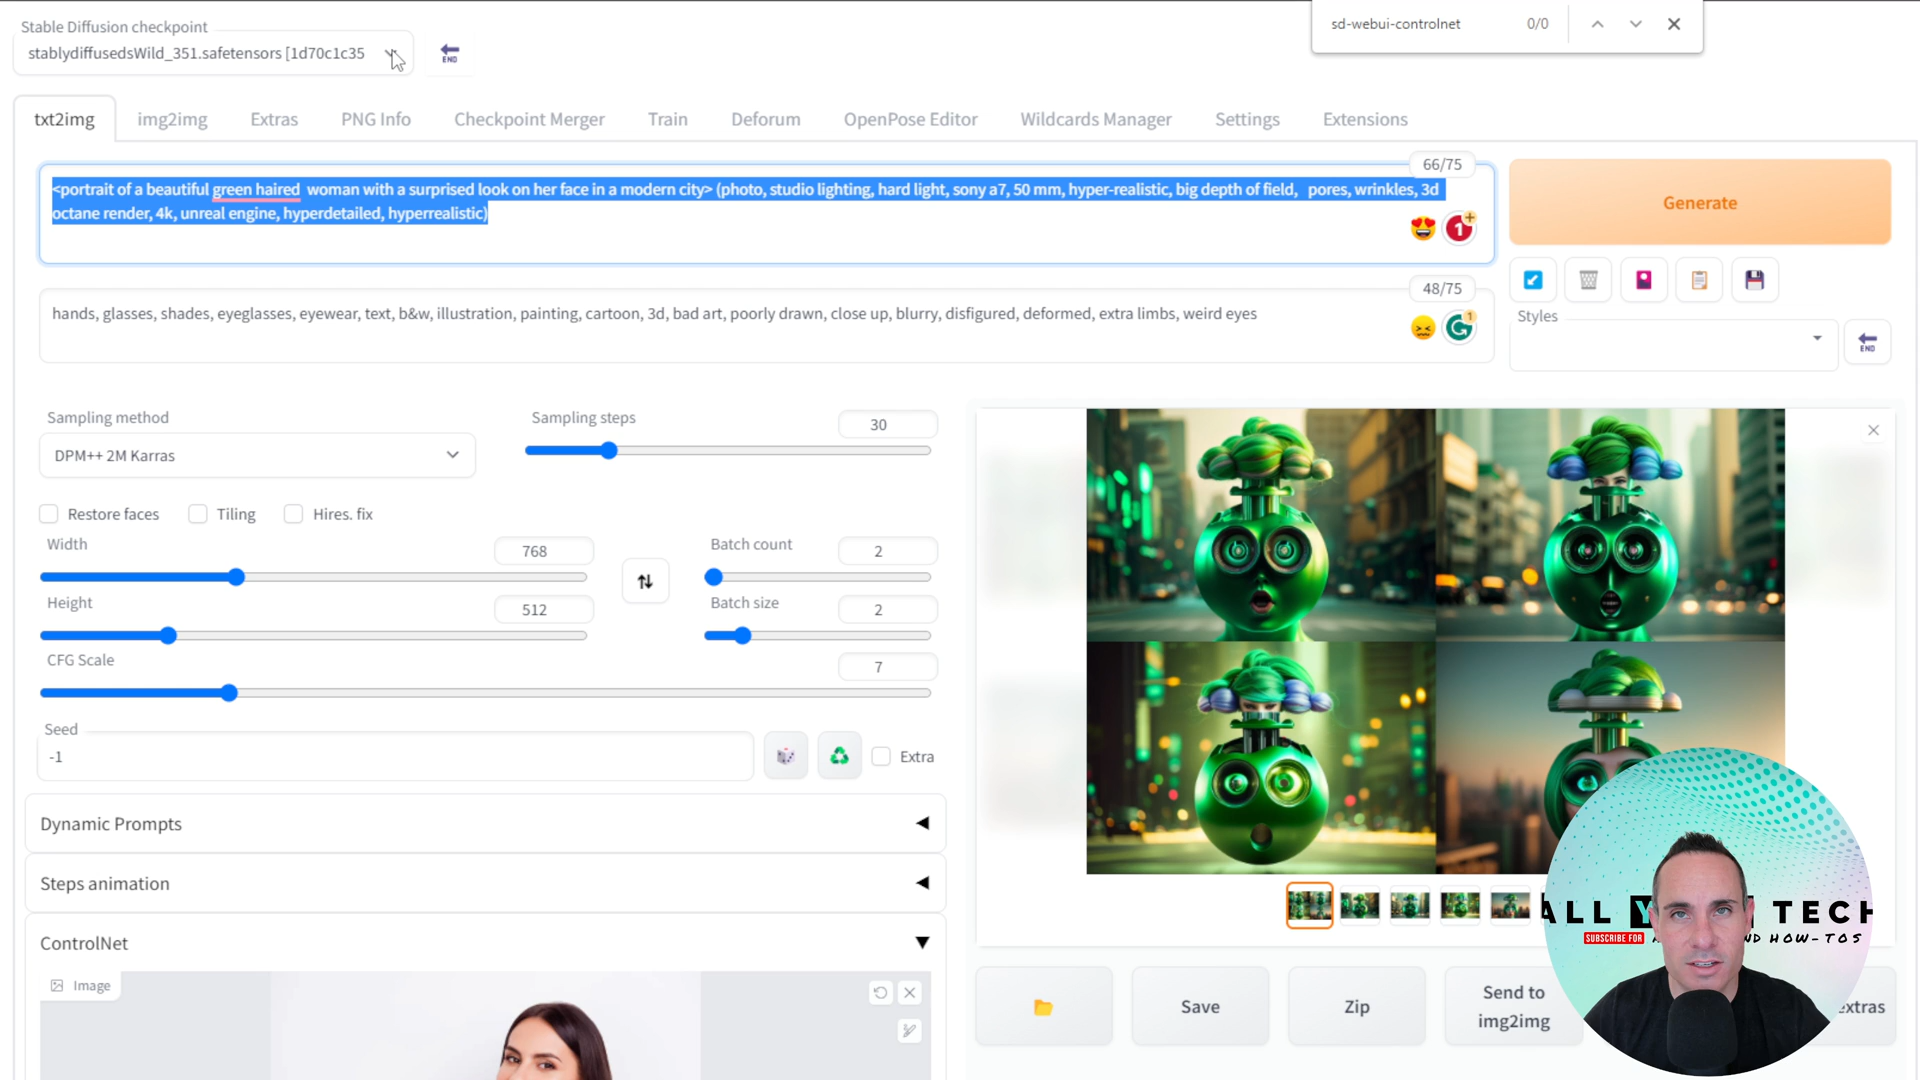 Stable Diffusion checkpoint
stablydiffusedsWild_351.safetensors [1d70c1c35
END
sd-webui-controlnet
0/0
txt2img
img2img
Extras
PNG Info
Checkpoint Merger
Train
Deforum
OpenPose Editor
Wildcards Manager
Settings
Extensions
66/75
<portrait of a beautiful green haired  woman with a surprised look on her face in a modern city> (photo, studio lighting, hard light, sony a7, 50 mm, hyper-realistic, big depth of field,  pores, wrinkles, 3d
octane render, 4k, unreal engine, hyperdetailed, hyperrealistic)
1
Generate
48/75
hands, glasses, shades, eyeglasses, eyewear, text, b&w, illustration, painting, cartoon, 3d, bad art, poorly drawn, close up, blurry, disfigured, deformed, extra limbs, weird eyes
1
Styles
END
Sampling method
DPM++ 2M Karras
Sampling steps
30
Restore faces
Tiling
Hires. fix
Width
768
Height
512
Batch count
2
Batch size
2
CFG Scale
7
Seed
-1
Extra
Dynamic Prompts
Steps animation
ControlNet
Image
Save
Zip
Send to
img2img
extras
ALL Y TECH
SUBSCRIBE FOR ND HOW-TOS